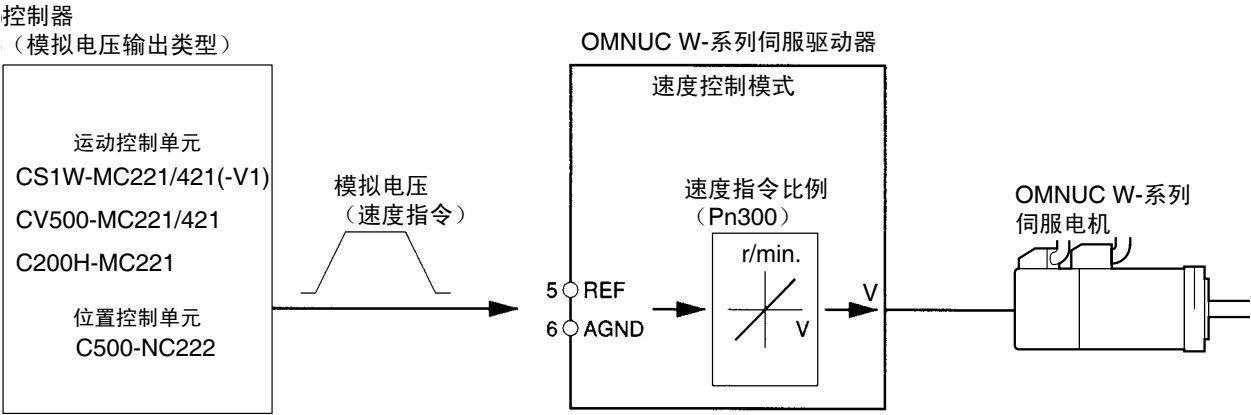 控制器
（模拟电压输出类型）
运动控制单元
CS1W-MC221/421(-V1)
CV500-MC221/421
C200H-MC221
位置控制单元
C500-NC222
模拟电压
（速度指令）
OMNUC W-系列伺服驱动器
速度控制模式
速度指令比例
（Pn300）
r/min.
V
5 REF
6 AGND
V
OMNUC W-系列
伺服电机